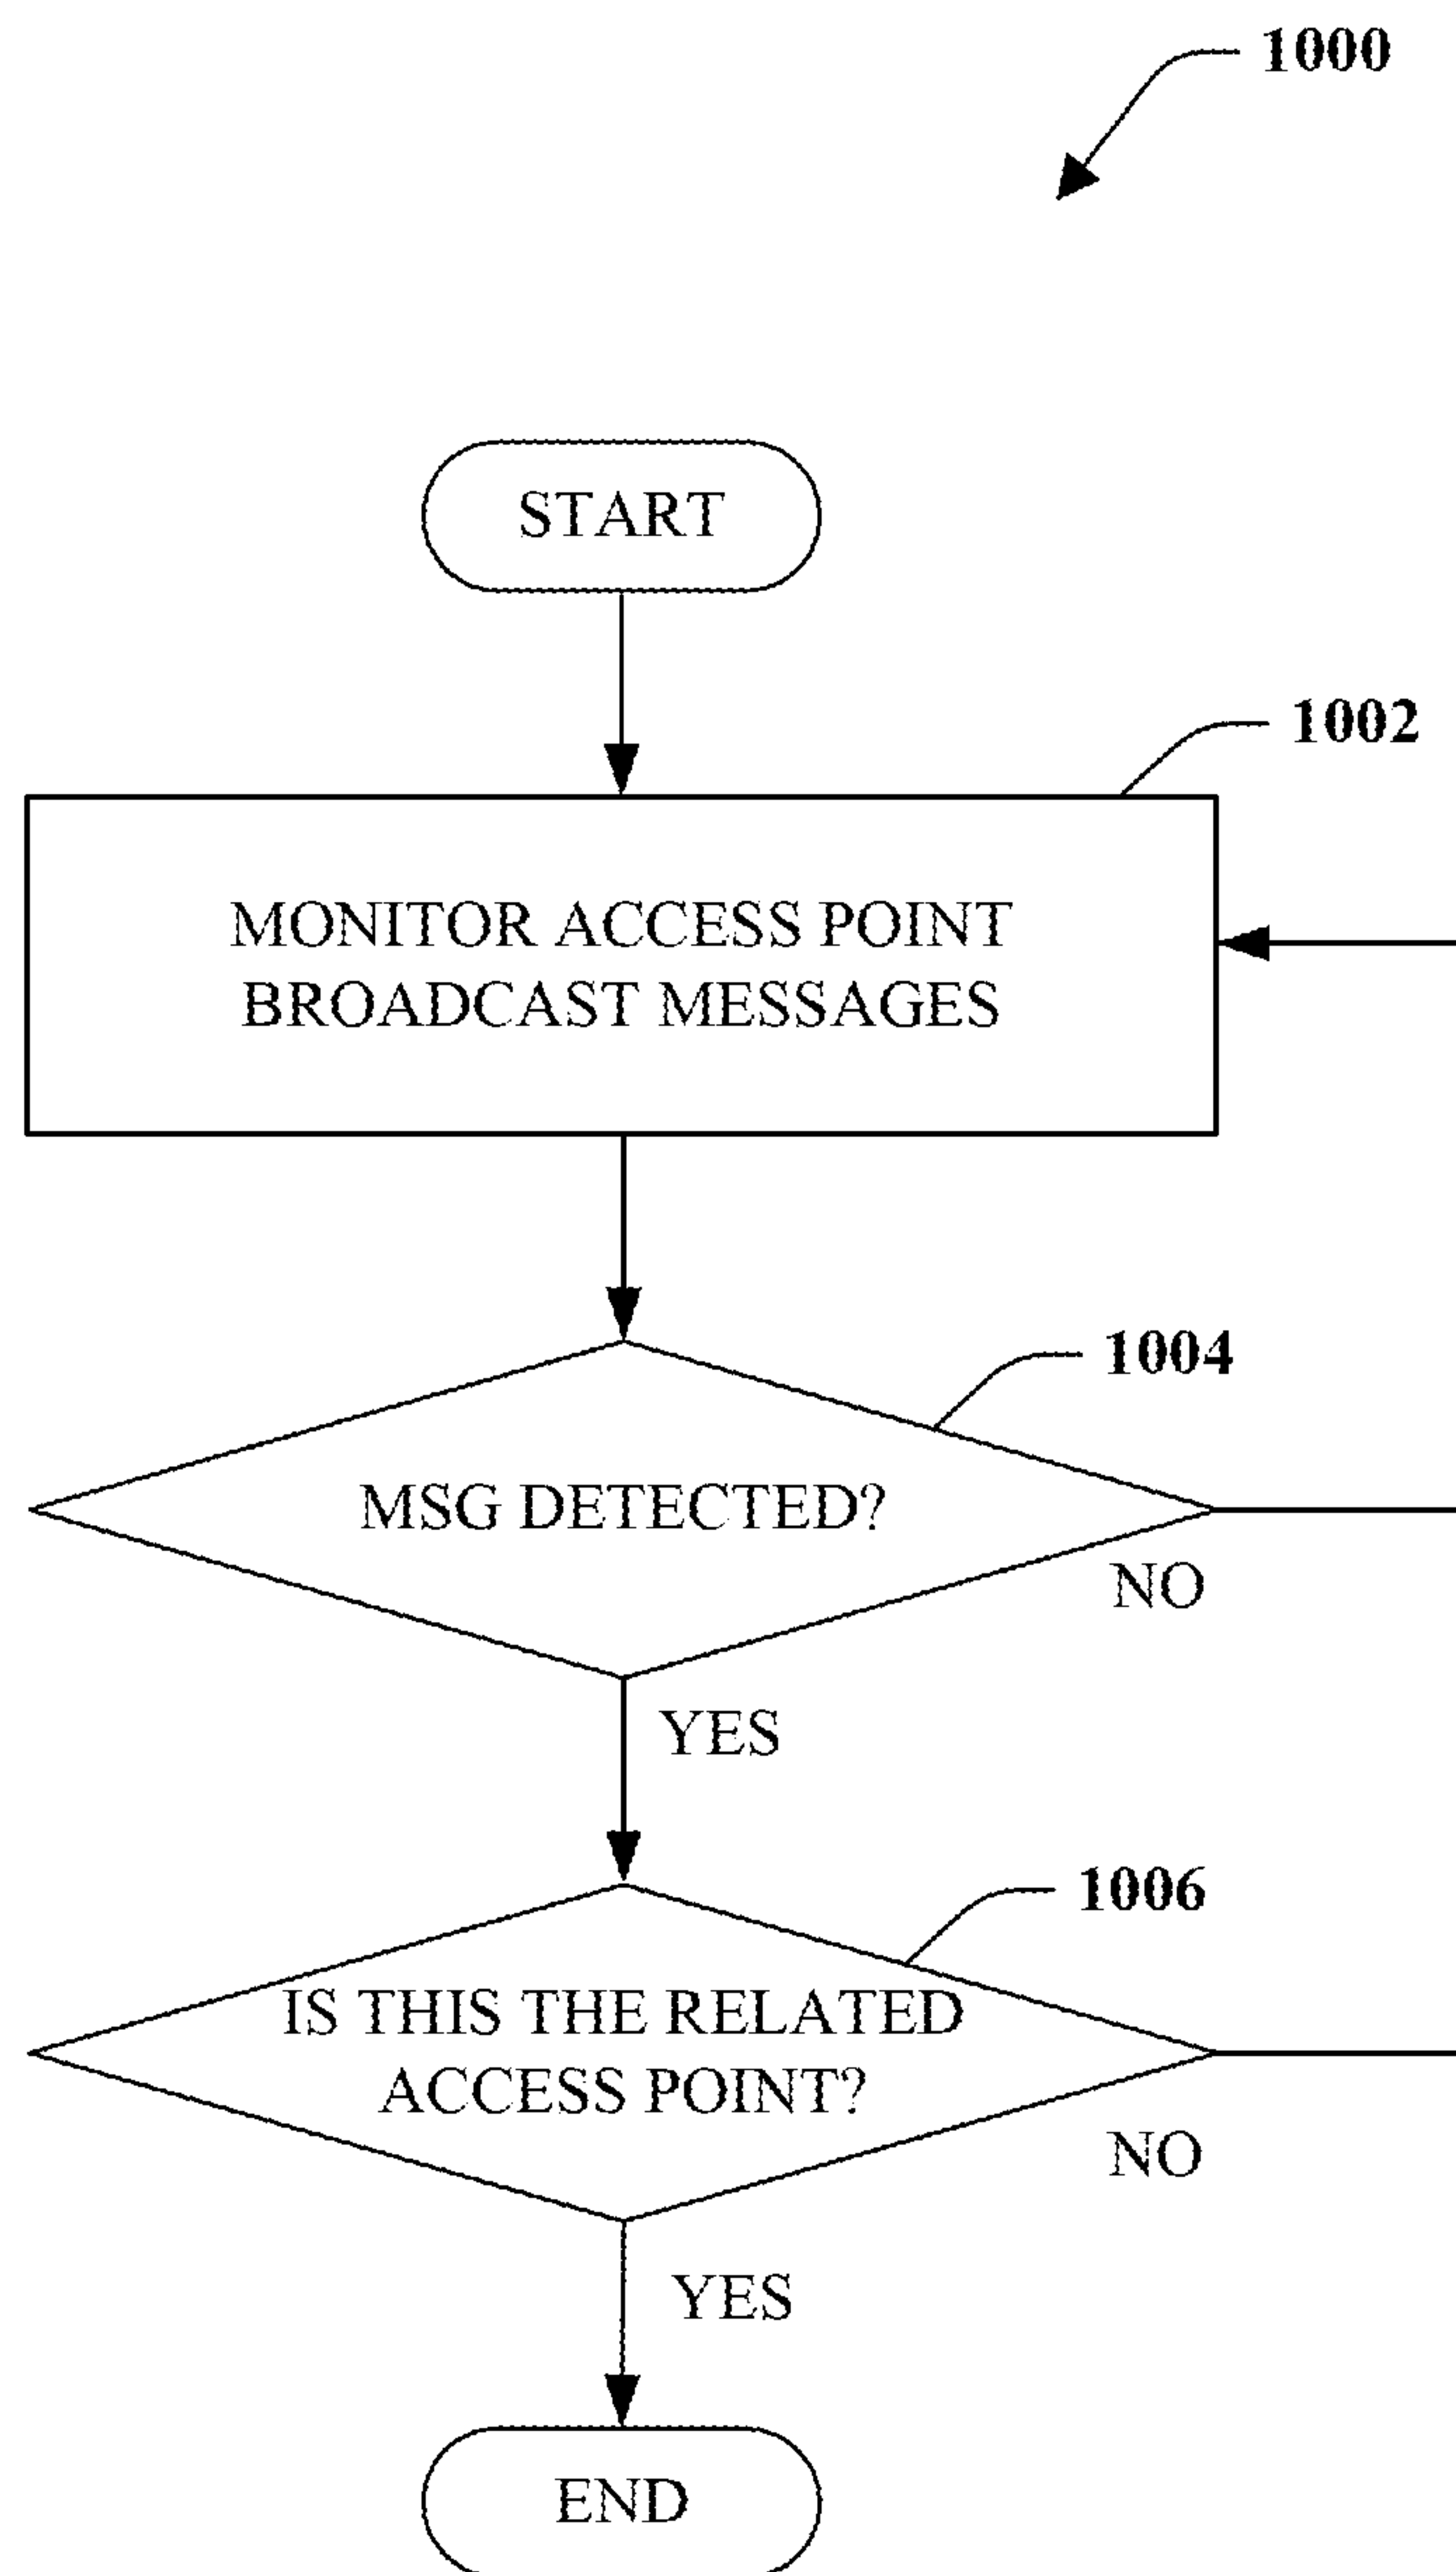 1000
START
1002
MONITOR ACCESS POINT
BROADCAST MESSAGES
1004
MSG DETECTED?
NO
YES
1006
IS THIS THE RELATED
ACCESS POINT?
NO
YES
END